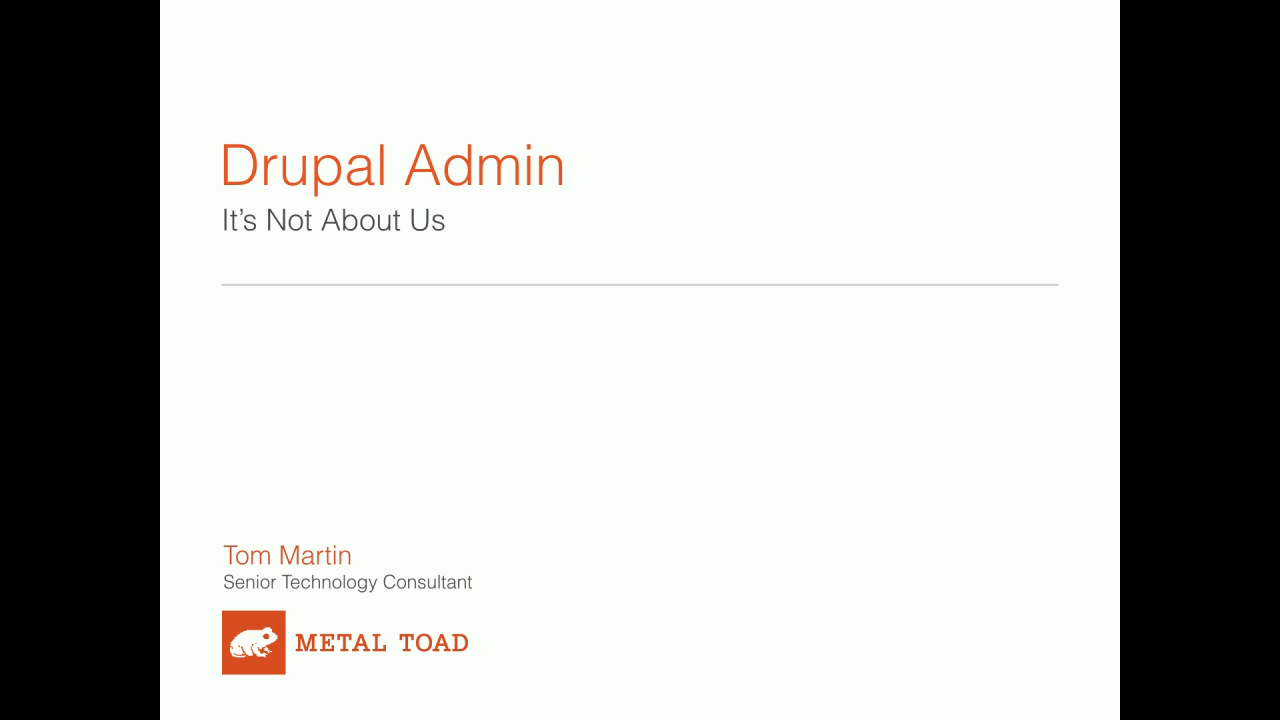 Drupal Admin
It’s Not About Us
Tom Martin
Senior Technology Consultant
METAL TOAD